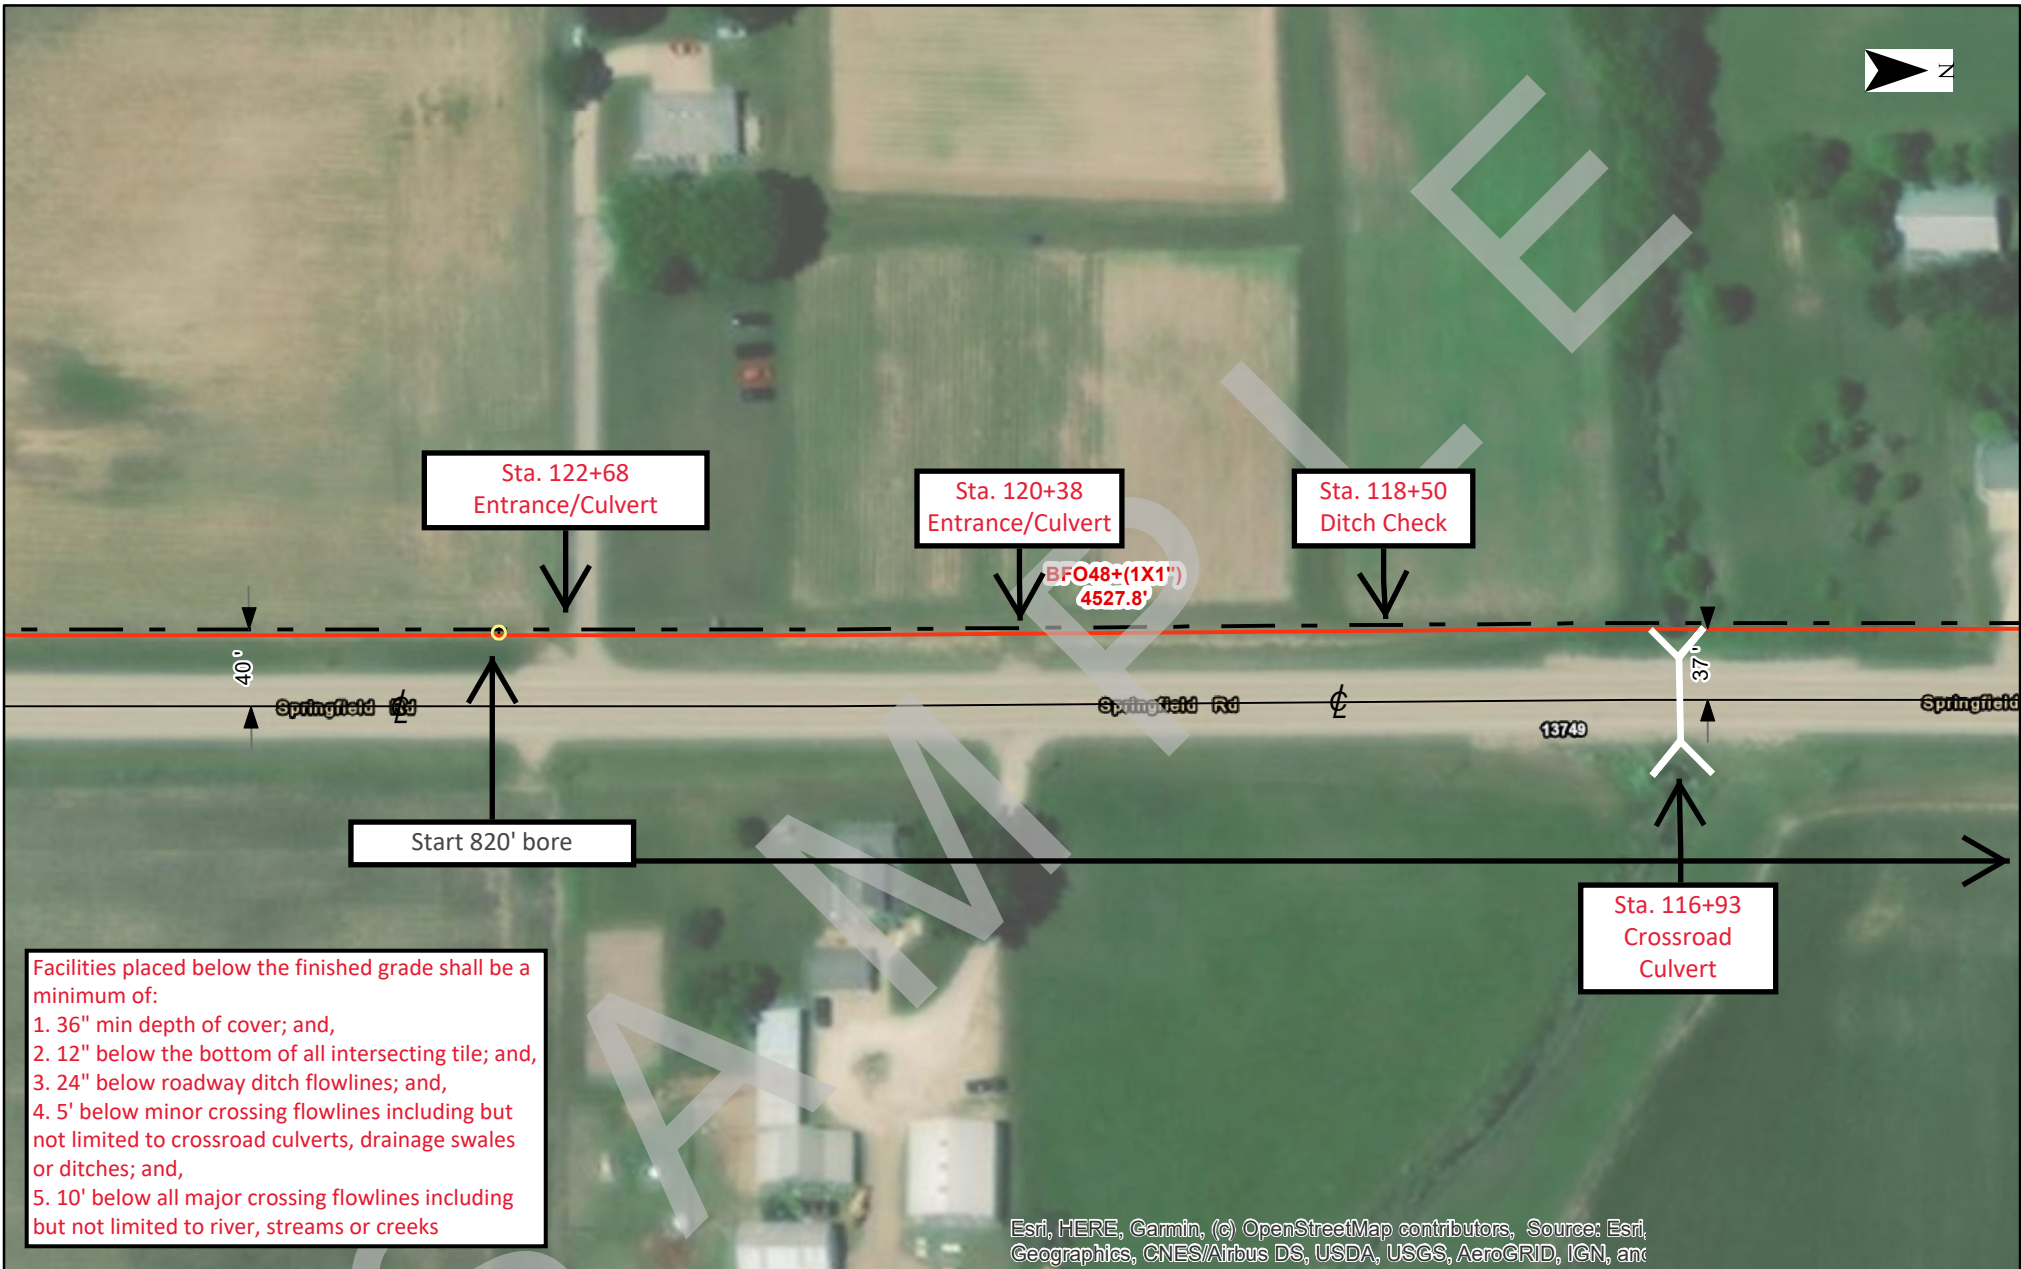 N
Sta. 122+68
Entrance/Culvert
Sta. 120+38
Entrance/Culvert
Sta. 118+50
Ditch Check
BFO48+(1X1")
4527.8'
40 '
37 '
Springfield Rd
℄
Springfield Rd
℄
Springfield
13749
Start 820' bore
Sta. 116+93
Crossroad
Culvert
Facilities placed below the finished grade shall be a
minimum of:
1. 36" min depth of cover; and,
2. 12" below the bottom of all intersecting tile; and,
3. 24" below roadway ditch flowlines; and,
4. 5' below minor crossing flowlines including but
not limited to crossroad culverts, drainage swales
or ditches; and,
5. 10' below all major crossing flowlines including
but not limited to river, streams or creeks
SAMPLE
Esri, HERE, Garmin, (c) OpenStreetMap contributors, Source: Esri,
Geographics, CNES/Airbus DS, USDA, USGS, AeroGRID, IGN, and